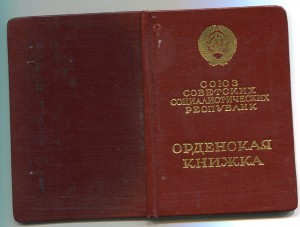 СОЮЗ
СОВЕТСКИХ
СОЦИАЛИСТИЧЕСКИХ
РЕСПУБЛИК
ОРДЕНСКАЯ
КНИЖКА